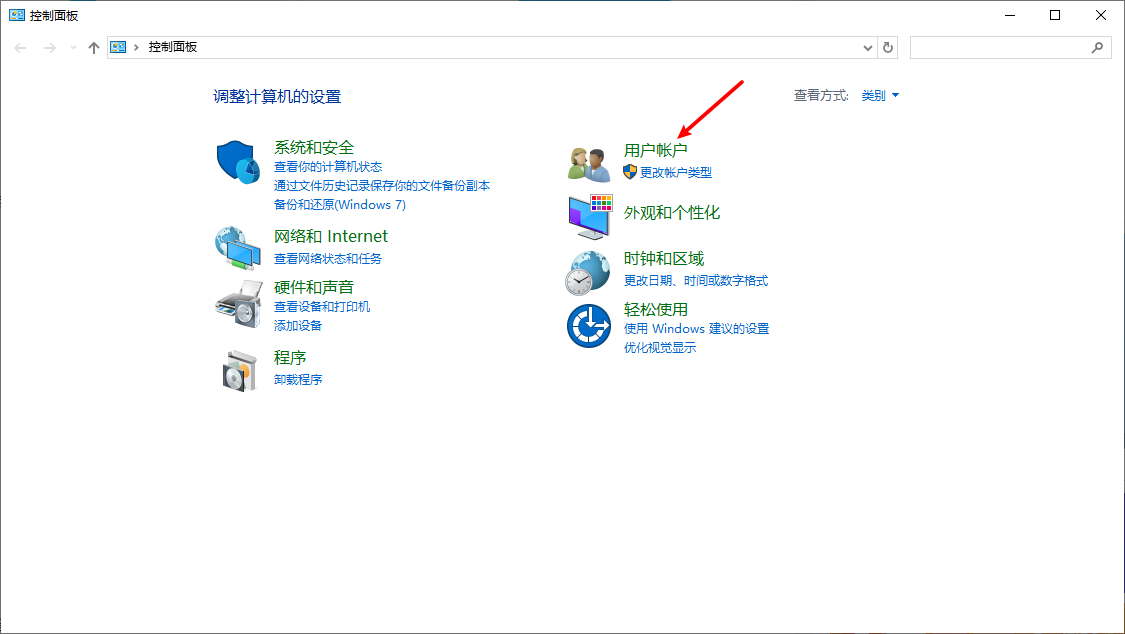 控制面板
控制面板
调整计算机的设置
查看方式: 类别
系统和安全
查看你的计算机状态
通过文件历史记录保存你的文件备份副本
备份和还原(Windows 7)
网络和 Internet
查看网络状态和任务
硬件和声音
查看设备和打印机
添加设备
程序
卸载程序
用户帐户
更改帐户类型
外观和个性化
时钟和区域
更改日期、时间或数字格式
轻松使用
使用 Windows 建议的设置
优化视觉显示